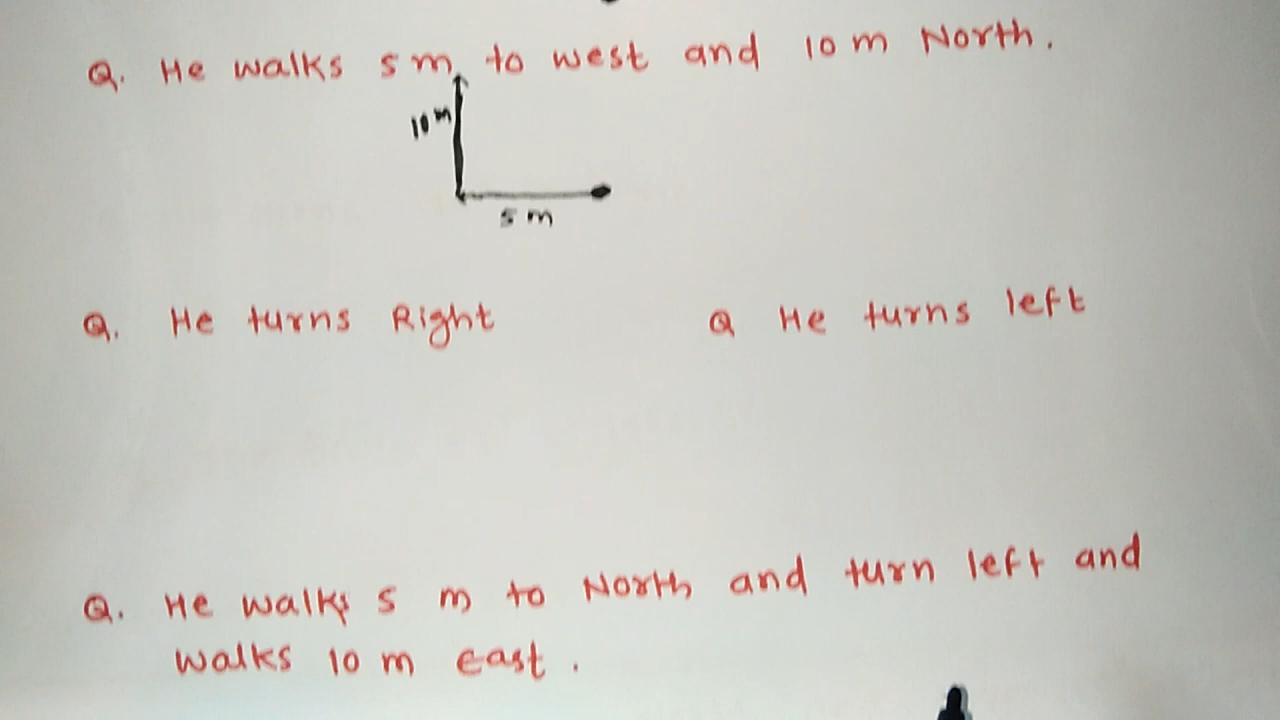 Q. He walks 5 m to west and 10 m North.
10 m
5 m
Q. He turns Right
Q He turns left
Q. He walks 5 m to North and turn left and
walks 10 m east .